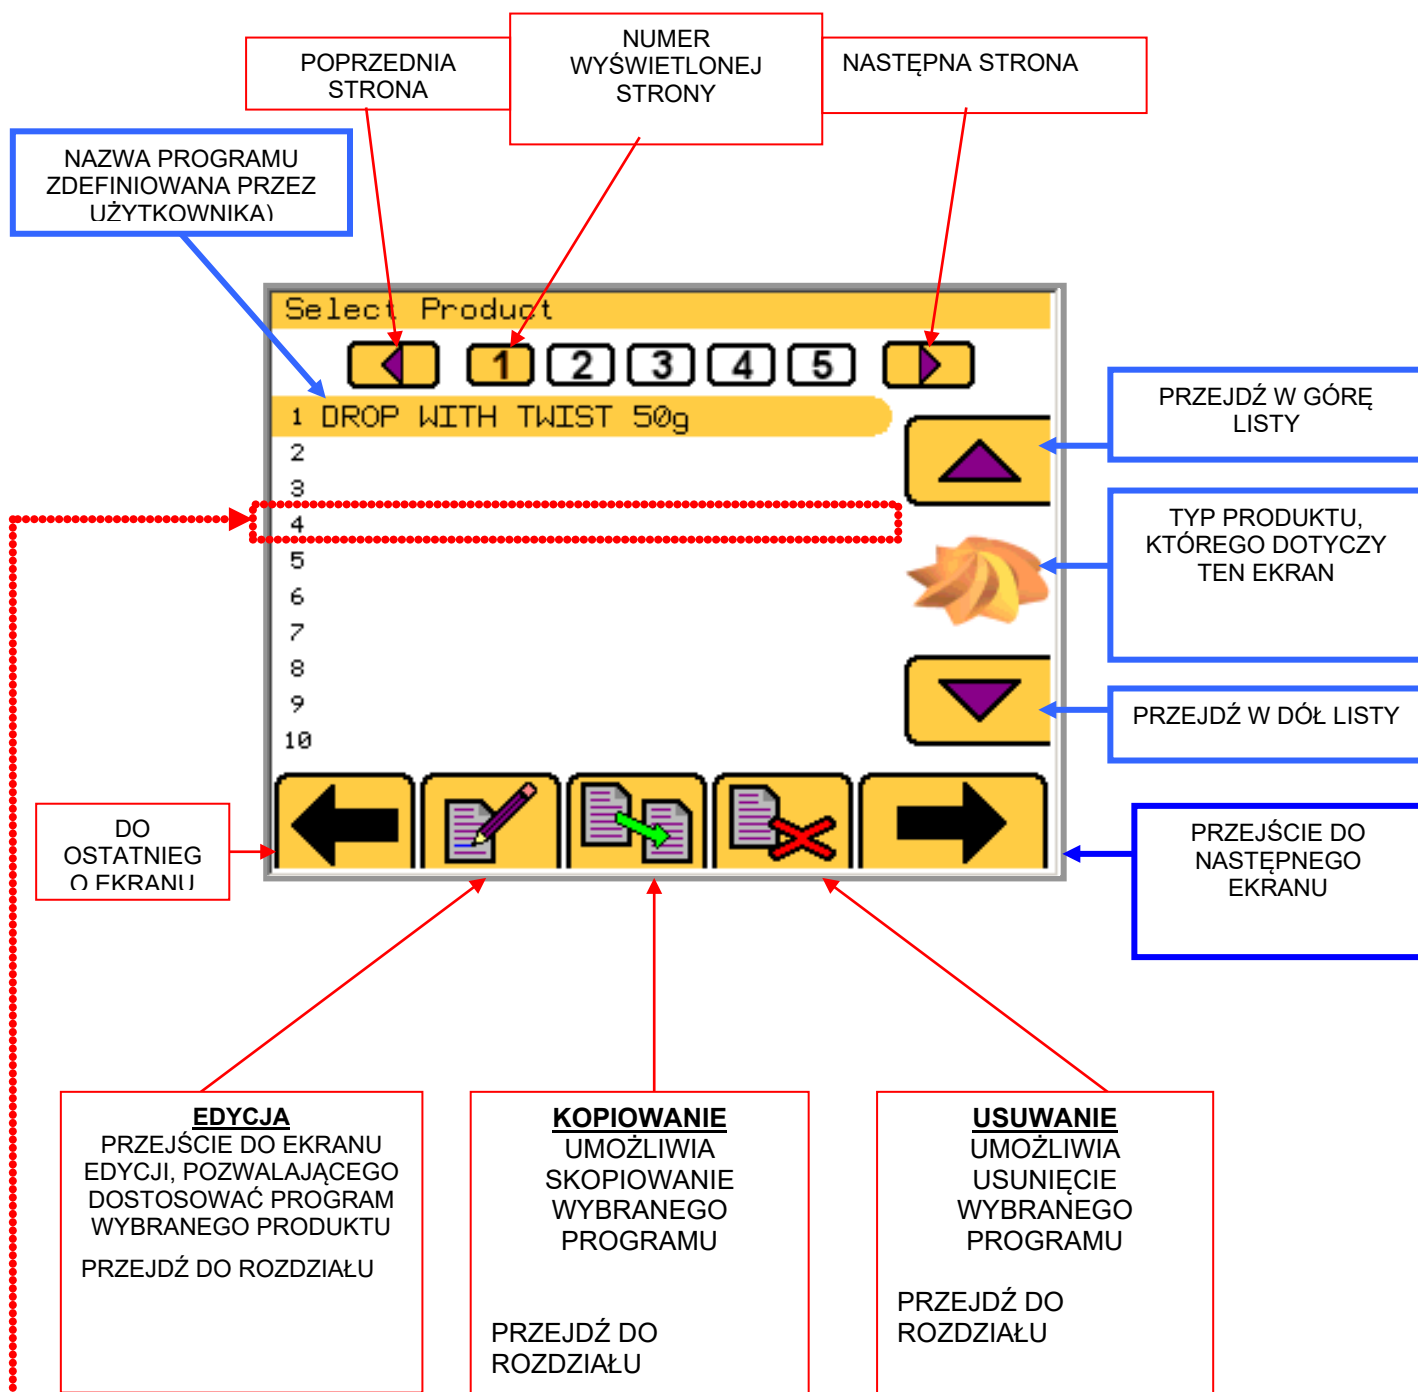 POPRZEDNIA
STRONA
NUMER
WYŚWIETLONEJ
STRONY
NASTĘPNA STRONA
NAZWA PROGRAMU
ZDEFINIOWANA PRZEZ
UŻYTKOWNIKA)
Select Product
1 2 3 4 5
1 DROP WITH TWIST 50g
2
3
4
5
6
7
8
9
10
PRZEJDŹ W GÓRĘ
LISTY
TYP PRODUKTU,
KTÓREGO DOTYCZY
TEN EKRAN
PRZEJDŹ W DÓŁ LISTY
DO
OSTATNIEG
O EKRANU
PRZEJŚCIE DO
NASTĘPNEGO
EKRANU
EDYCJA
PRZEJŚCIE DO EKRANU
EDYCJI, POZWALAJĄCEGO
DOSTOSOWAĆ PROGRAM
WYBRANEGO PRODUKTU
PRZEJDŹ DO ROZDZIAŁU
KOPIOWANIE
UMOŻLIWIA
SKOPIOWANIE
WYBRANEGO
PROGRAMU
PRZEJDŹ DO
ROZDZIAŁU
USUWANIE
UMOŻLIWIA
USUNIĘCIE
WYBRANEGO
PROGRAMU
PRZEJDŹ DO
ROZDZIAŁU